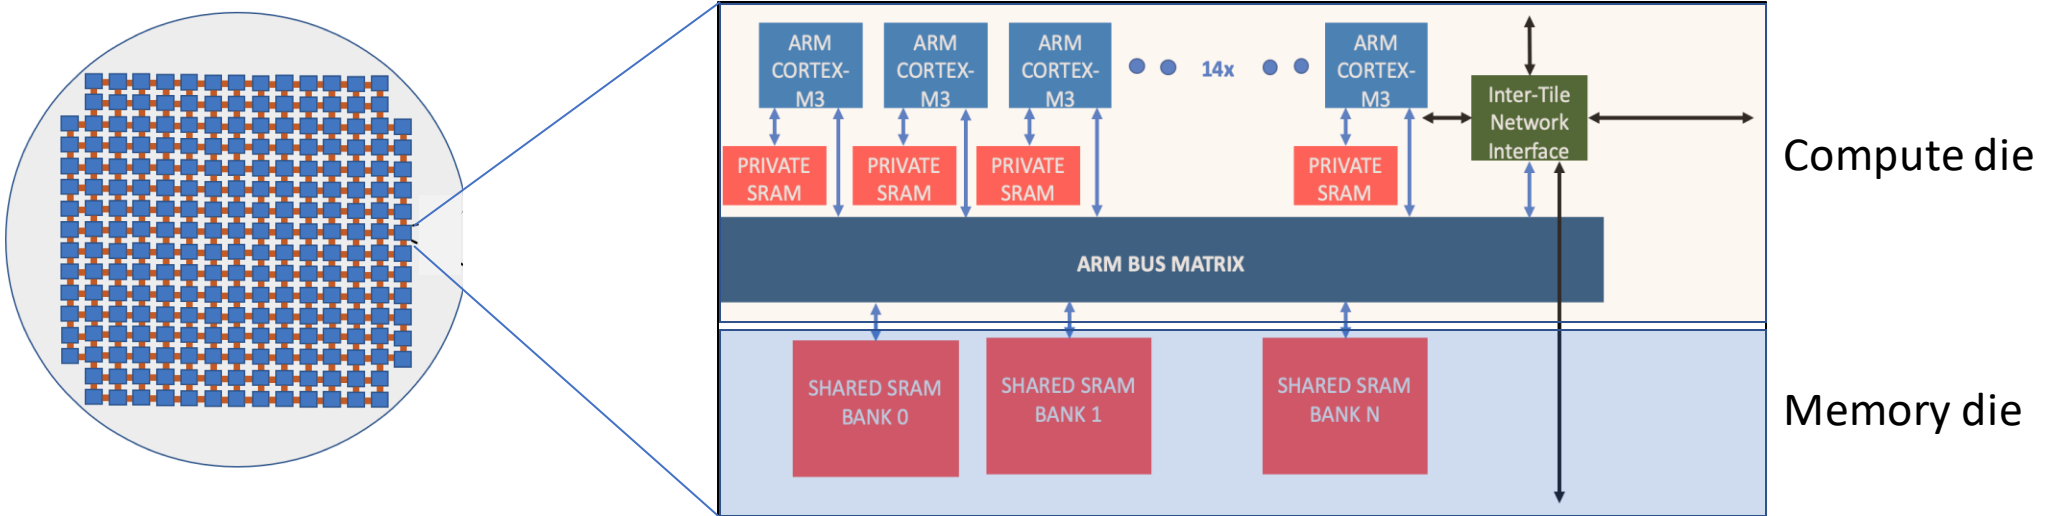 ARM
CORTEX-
M3
ARM
CORTEX-
M3
ARM
CORTEX-
M3
14x
ARM
CORTEX-
M3
Inter-Tile
Network
Interface
PRIVATE
SRAM
PRIVATE
SRAM
PRIVATE
SRAM
PRIVATE
SRAM
Compute die
ARM BUS MATRIX
SHARED SRAM
BANK 0
SHARED SRAM
BANK 1
SHARED SRAM
BANK N
Memory die